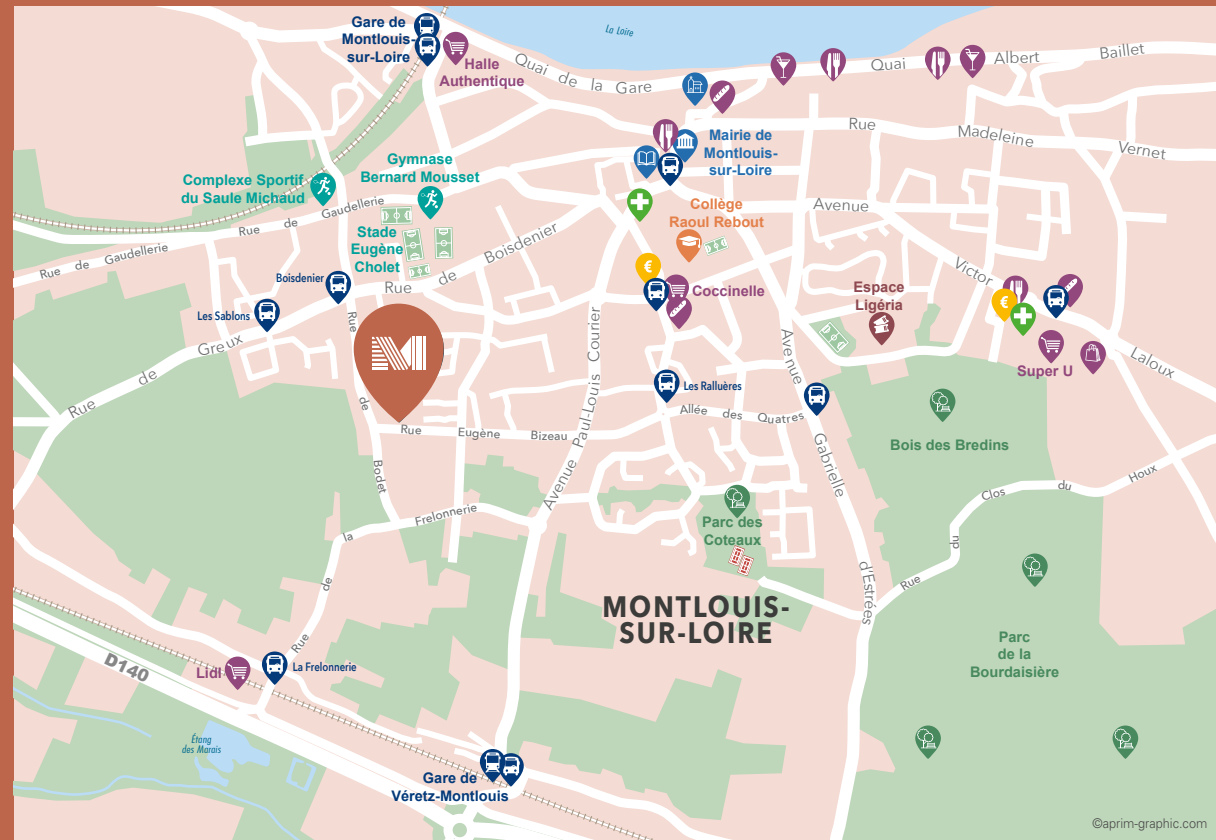 La Loire
Gare de
Montlouis-
sur-Loire
Halle
Authentique
Quai de la Gare
Quai Albert Baillet
Rue Madeleine Vernet
Mairie de
Montlouis-
sur-Loire
Gymnase
Bernard Mousset
Complexe Sportif
du Saule Michaud
Rue de Gaudellerie
Rue de Gaudellerie
Stade
Eugène
Cholet
Collège
Raoul Rebout
Avenue Victor Laloux
Rue de Boisdenier
Boisdenier
Les Sablons
Rue de Greux
€
Coccinelle
Espace
Ligéria
€
Super U
M
Rue de Bodet
Avenue Paul-Louis Courier
Les Ralluères
Allée des Quatres
Rue Eugène Bizeau
Avenue Gabrielle d'Estrées
Bois des Bredins
Rue du Clos du Houx
Rue de la Frelonnerie
Parc des
Coteaux
MONTLOUIS-
SUR-LOIRE
Parc
de la
Bourdaisière
Lidl
La Frelonnerie
D140
Étang
des Marais
Gare de
Véretz-Montlouis
©aprim-graphic.com